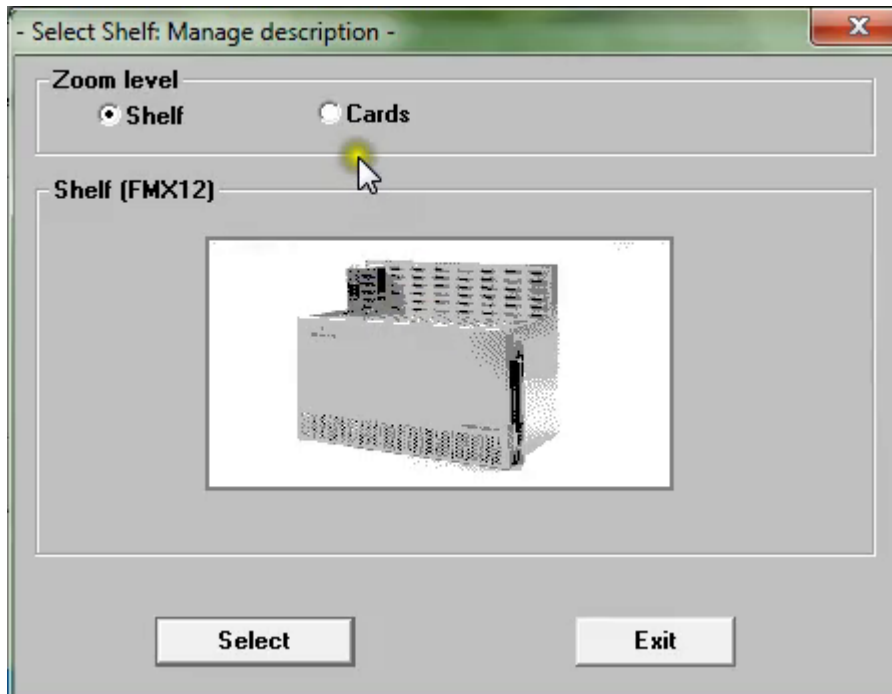 - Select Shelf: Manage description -
Zoom level
Shelf
Cards
Shelf (FMX12)
Select
Exit